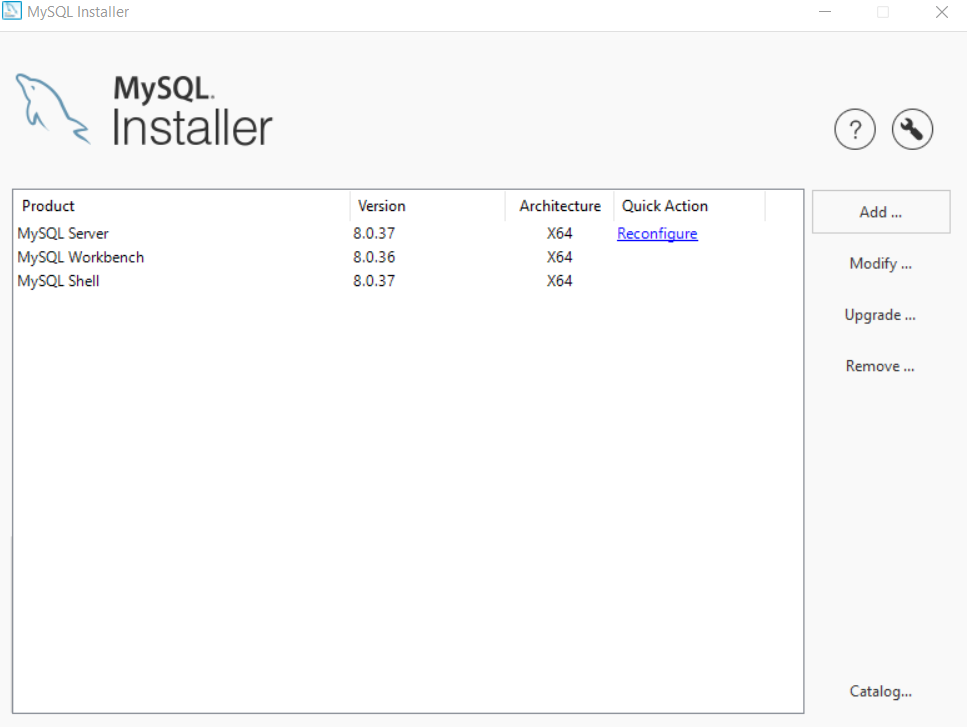 MySQL Installer
MySQL.
Installer
?
Product Version Architecture Quick Action
MySQL Server 8.0.37 X64 Reconfigure
MySQL Workbench 8.0.36 X64
MySQL Shell 8.0.37 X64
Add ...
Modify ...
Upgrade ...
Remove ...
Catalog...